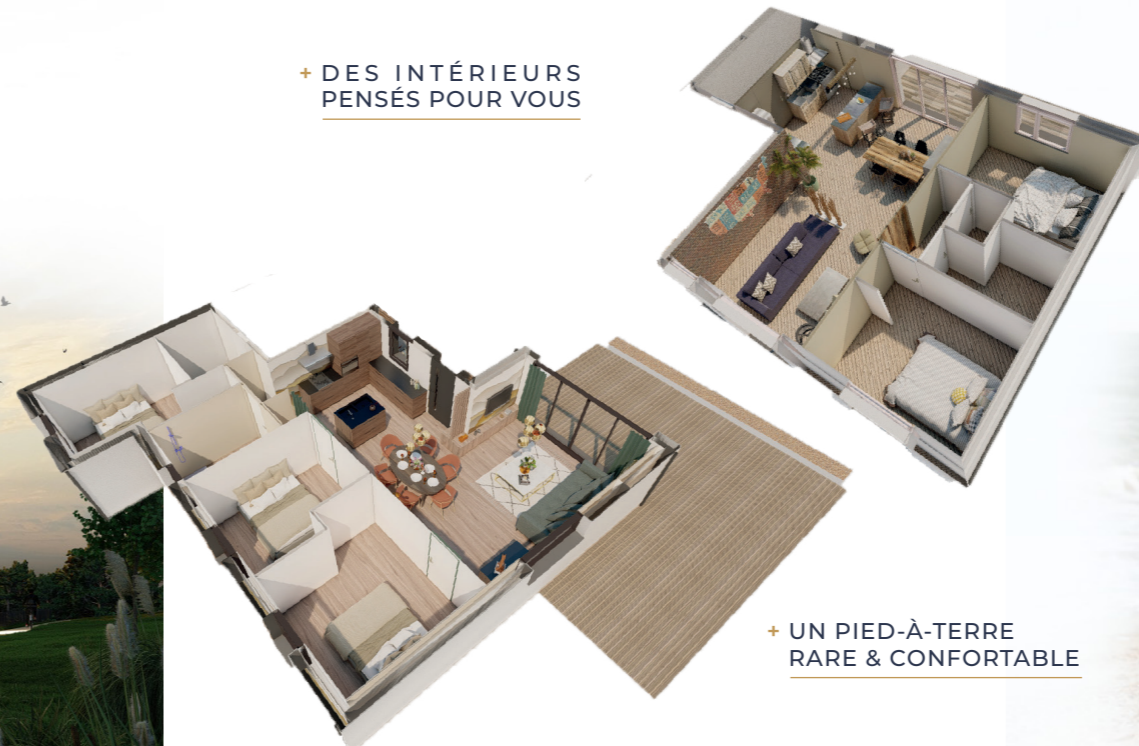 + DES INTÉRIEURS
PENSÉS POUR VOUS
+ UN PIED-À-TERRE
RARE & CONFORTABLE